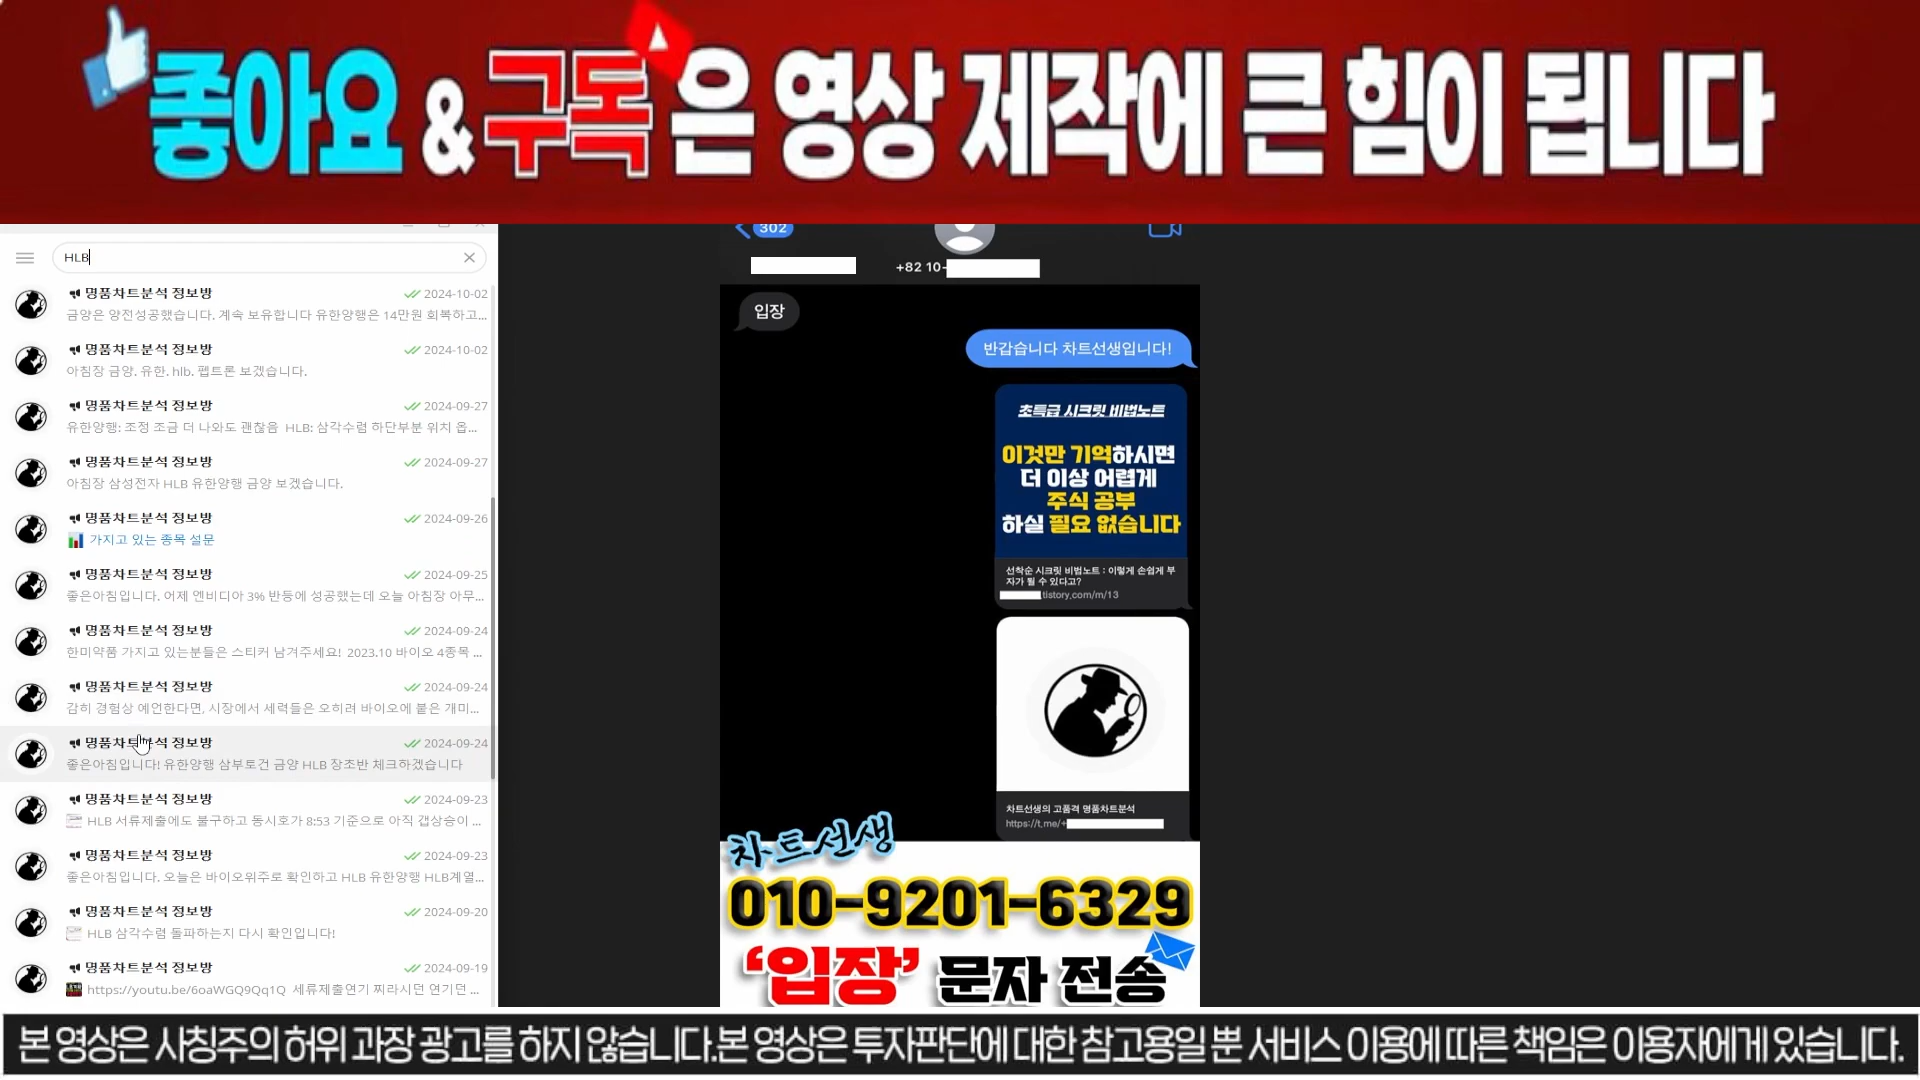 좋아요 & 구독은 영상 제작에 큰 힘이 됩니다
HLB
명품차트분석 정보방 2024-10-02
금양은 양전성공했습니다. 계속 보유합니다 유한양행은 14만원 회복하고...
명품차트분석 정보방 2024-10-02
아침장 금양. 유한. hlb. 펩트론 보겠습니다.
명품차트분석 정보방 2024-09-27
유한양행: 조정 조금 더 나와도 괜찮음 HLB: 삼각수렴 하단부분 위치 옵...
명품차트분석 정보방 2024-09-27
아침장 삼성전자 HLB 유한양행 금양 보겠습니다.
명품차트분석 정보방 2024-09-26
가지고 있는 종목 설문
명품차트분석 정보방 2024-09-25
좋은아침입니다. 어제 엔비디아 3% 반등에 성공했는데 오늘 아침장 아무...
명품차트분석 정보방 2024-09-24
한미약품 가지고 있는분들은 스티커 남겨주세요! 2023.10 바이오 4종목 ...
명품차트분석 정보방 2024-09-24
감히 경험상 예언한다면, 시장에서 세력들은 오히려 바이오에 붙은 개미...
명품차트분석 정보방 2024-09-24
좋은아침입니다! 유한양행 삼부토건 금양 HLB 장초반 체크하겠습니다
명품차트분석 정보방 2024-09-23
HLB 서류제출에도 불구하고 동시호가 8:53 기준으로 아직 갭상승이 ...
명품차트분석 정보방 2024-09-23
좋은아침입니다. 오늘은 바이오위주로 확인하고 HLB 유한양행 HLB계열...
명품차트분석 정보방 2024-09-20
HLB 삼각수렴 돌파하는지 다시 확인입니다!
명품차트분석 정보방 2024-09-19
https://youtu.be/6oaWGQ9Qq1Q 세류제출연기 찌라시던 연기던 ...
302
+82 10-
입장
반갑습니다 차트선생입니다!
초특급 시크릿 비법노트
이것만 기억하시면
더 이상 어렵게
주식 공부
하실 필요 없습니다
선착순 시크릿 비법노트 : 이렇게 손쉽게 부
자가 될 수 있다고?
tistory.com/m/13
차트선생의 고품격 명품차트분석
https://t.me/+
차트선생
010-9201-6329
‘입장’ 문자 전송
본 영상은 사칭주의 허위 과장 광고를 하지 않습니다.본 영상은 투자판단에 대한 참고용일 뿐 서비스 이용에 따른 책임은 이용자에게 있습니다.